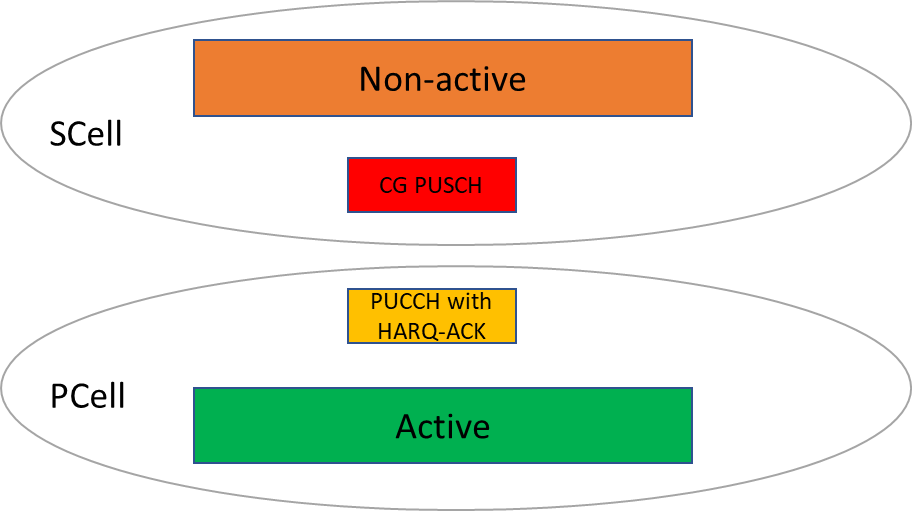 Non-active
SCell
CG PUSCH
PUCCH with
HARQ-ACK
PCell
Active